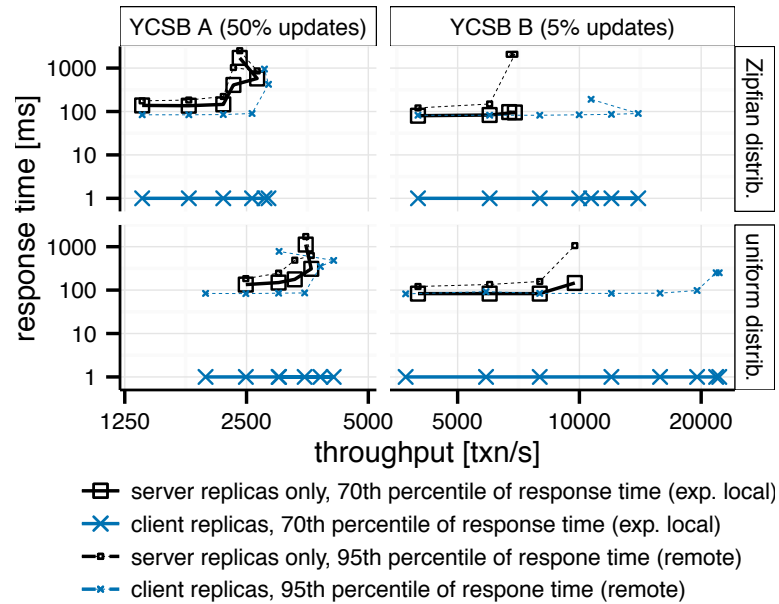 YCSB A (50% updates)
YCSB B (5% updates)
response time [ms]
1000
100
10
1
Zipfian distrib.
1000
100
10
1
uniform distrib.
1250
2500
5000
5000
10000
20000
throughput [txn/s]
server replicas only, 70th percentile of response time (exp. local)
client replicas, 70th percentile of response time (exp. local)
server replicas only, 95th percentile of respone time (remote)
client replicas, 95th percentile of respone time (remote)